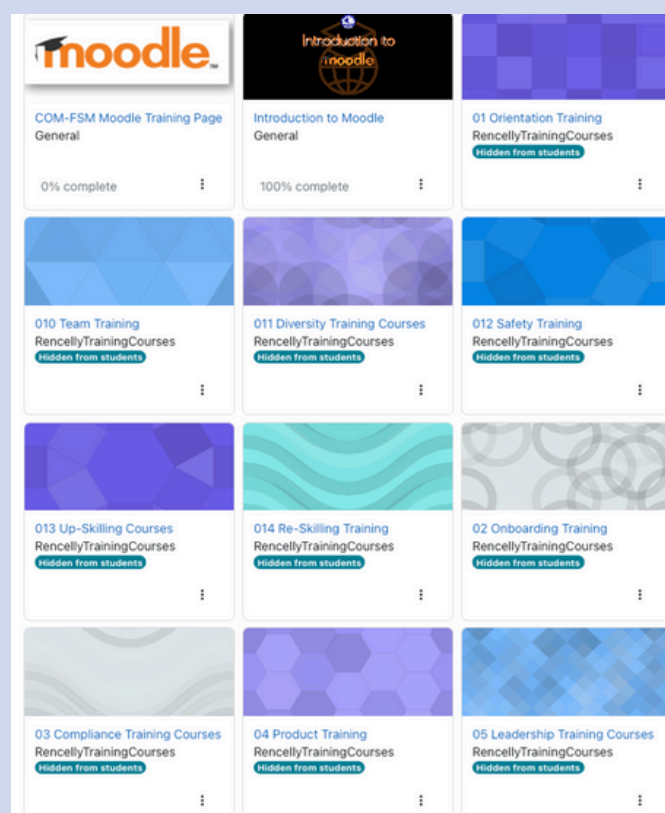 moodle™
COM-FSM Moodle Training Page
General
0% complete
Introduction to
moodle
Introduction to Moodle
General
100% complete
01 Orientation Training
RencellyTrainingCourses
Hidden from students
010 Team Training
RencellyTrainingCourses
Hidden from students
011 Diversity Training Courses
RencellyTrainingCourses
Hidden from students
012 Safety Training
RencellyTrainingCourses
Hidden from students
013 Up-Skilling Courses
RencellyTrainingCourses
Hidden from students
014 Re-Skilling Training
RencellyTrainingCourses
Hidden from students
02 Onboarding Training
RencellyTrainingCourses
Hidden from students
03 Compliance Training Courses
RencellyTrainingCourses
Hidden from students
04 Product Training
RencellyTrainingCourses
Hidden from students
05 Leadership Training Courses
RencellyTrainingCourses
Hidden from students